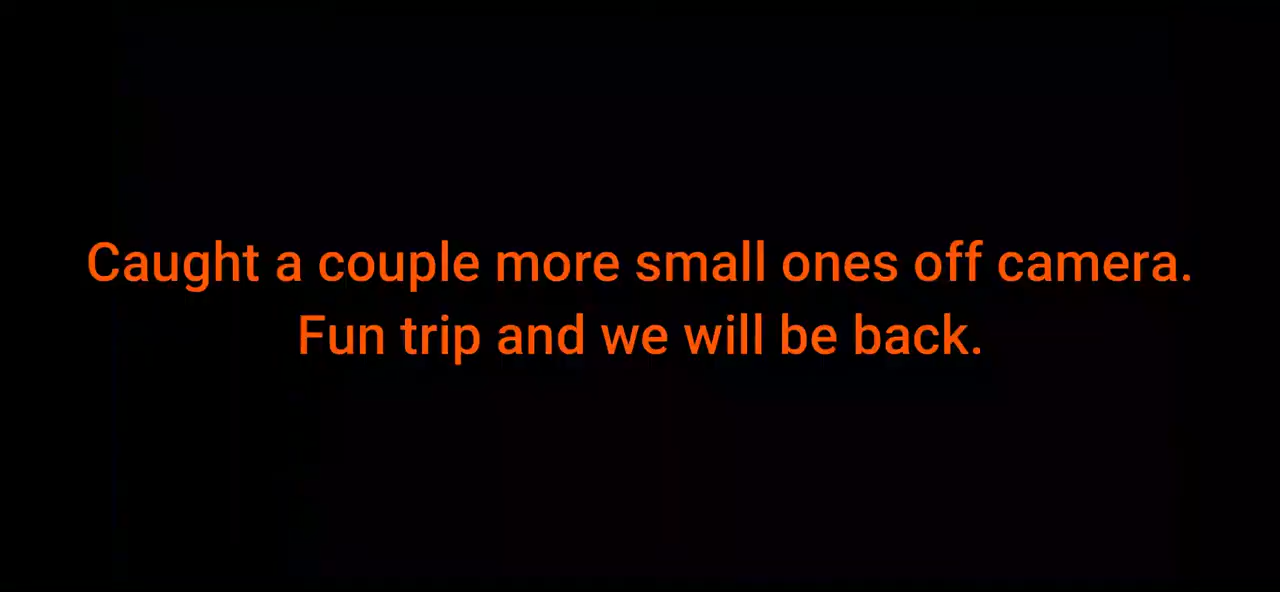 Caught a couple more small ones off camera.
Fun trip and we will be back.